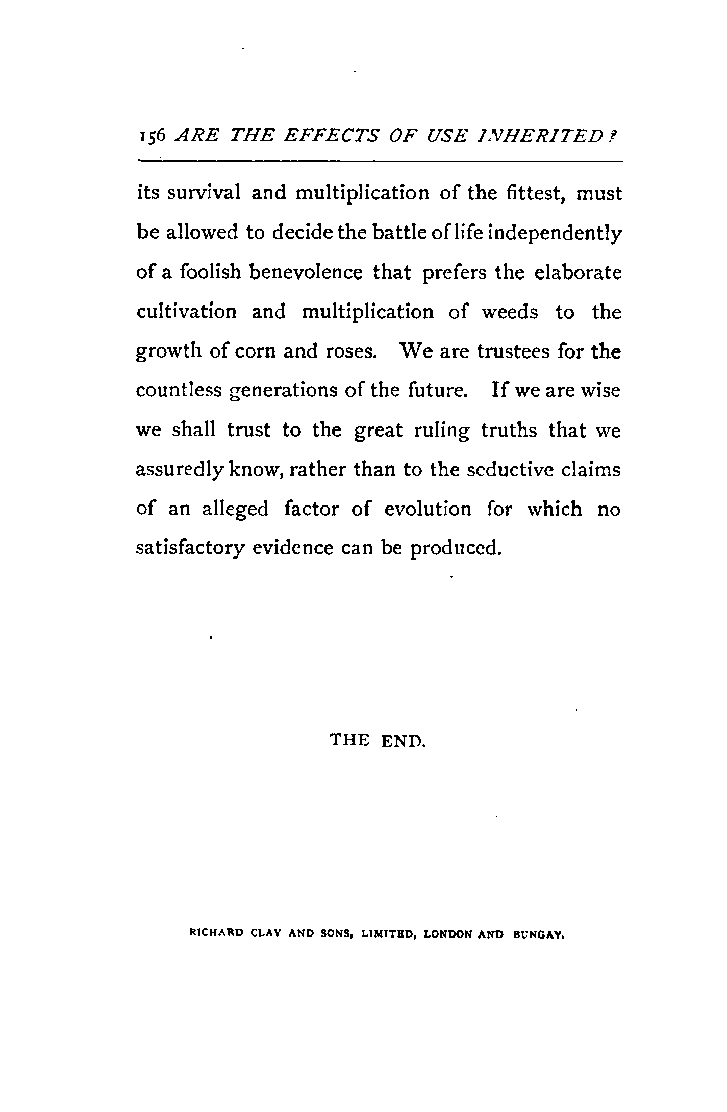 156 ARE THE EFFECTS OF USE INHERITED?
its survival and multiplication of the fittest, must
be allowed to decide the battle of life independently
of a foolish benevolence that prefers the elaborate
cultivation and multiplication of weeds to the
growth of corn and roses. We are trustees for the
countless generations of the future. If we are wise
we shall trust to the great ruling truths that we
assuredly know, rather than to the seductive claims
of an alleged factor of evolution for which no
satisfactory evidence can be produced.
THE END.
RICHARD CLAY AND SONS, LIMITED, LONDON AND BUNGAY.